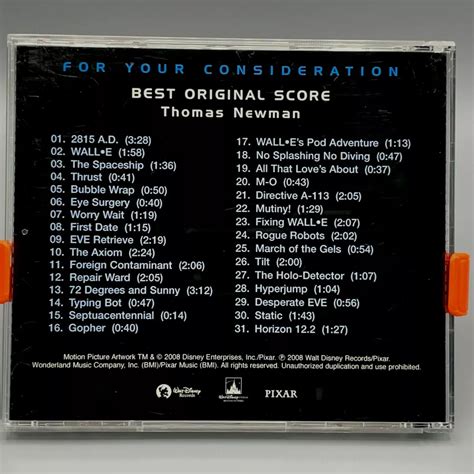 FOR YOUR CONSIDERATION
BEST ORIGINAL SCORE
Thomas Newman
01. 2815 A.D. (3:28)
02. WALL•E (1:58)
03. The Spaceship (1:36)
04. Thrust (0:41)
05. Bubble Wrap (0:50)
06. Eye Surgery (0:40)
07. Worry Wait (1:19)
08. First Date (1:15)
09. EVE Retrieve (2:19)
10. The Axiom (2:24)
11. Foreign Contaminant (2:06)
12. Repair Ward (2:05)
13. 72 Degrees and Sunny (3:12)
14. Typing Bot (0:47)
15. Septuacentennial (0:14)
16. Gopher (0:40)
17. WALL•E's Pod Adventure (1:13)
18. No Splashing No Diving (0:47)
19. All That Love's About (0:37)
20. M-O (0:43)
21. Directive A-113 (2:05)
22. Mutiny! (1:29)
23. Fixing WALL•E (2:07)
24. Rogue Robots (2:02)
25. March of the Gels (0:54)
26. Tilt (2:00)
27. The Holo-Detector (1:07)
28. Hyperjump (1:04)
29. Desperate EVE (0:56)
30. Static (1:43)
31. Horizon 12.2 (1:27)
Motion Picture Artwork TM & © 2008 Disney Enterprises, Inc./Pixar. ℗ 2008 Walt Disney Records/Pixar.
Wonderland Music Company, Inc. (BMI)/Pixar Music (BMI). All rights reserved. Unauthorized duplication and use prohibited.
Walt Disney
Records
PIXAR